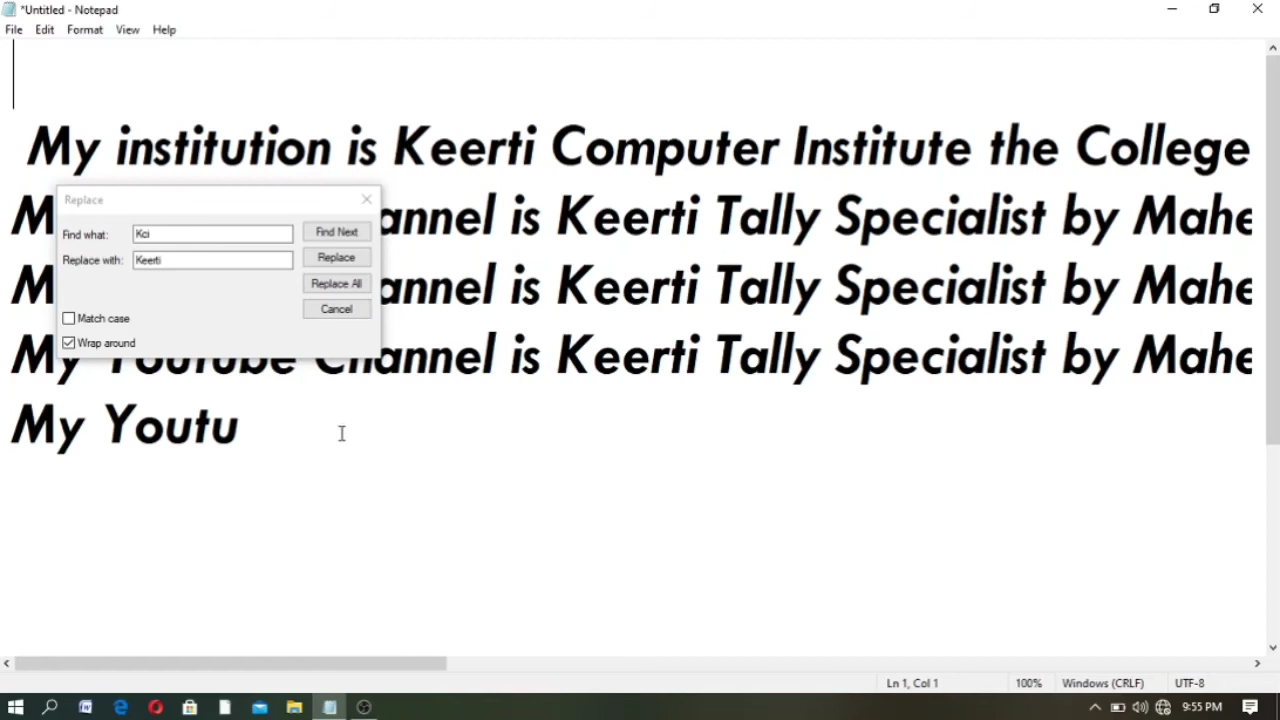 *Untitled - Notepad
File Edit Format View Help
My institution is Keerti Computer Institute the College
M annel is Keerti Tally Specialist by Mahe
M annel is Keerti Tally Specialist by Mahe
My Youtube Channel is Keerti Tally Specialist by Mahe
My Youtu
Replace
Find what: Kci Find Next
Replace with: Keerti Replace
Replace All
Cancel
Match case
Wrap around
Ln 1, Col 1 100% Windows (CRLF) UTF-8
9:55 PM